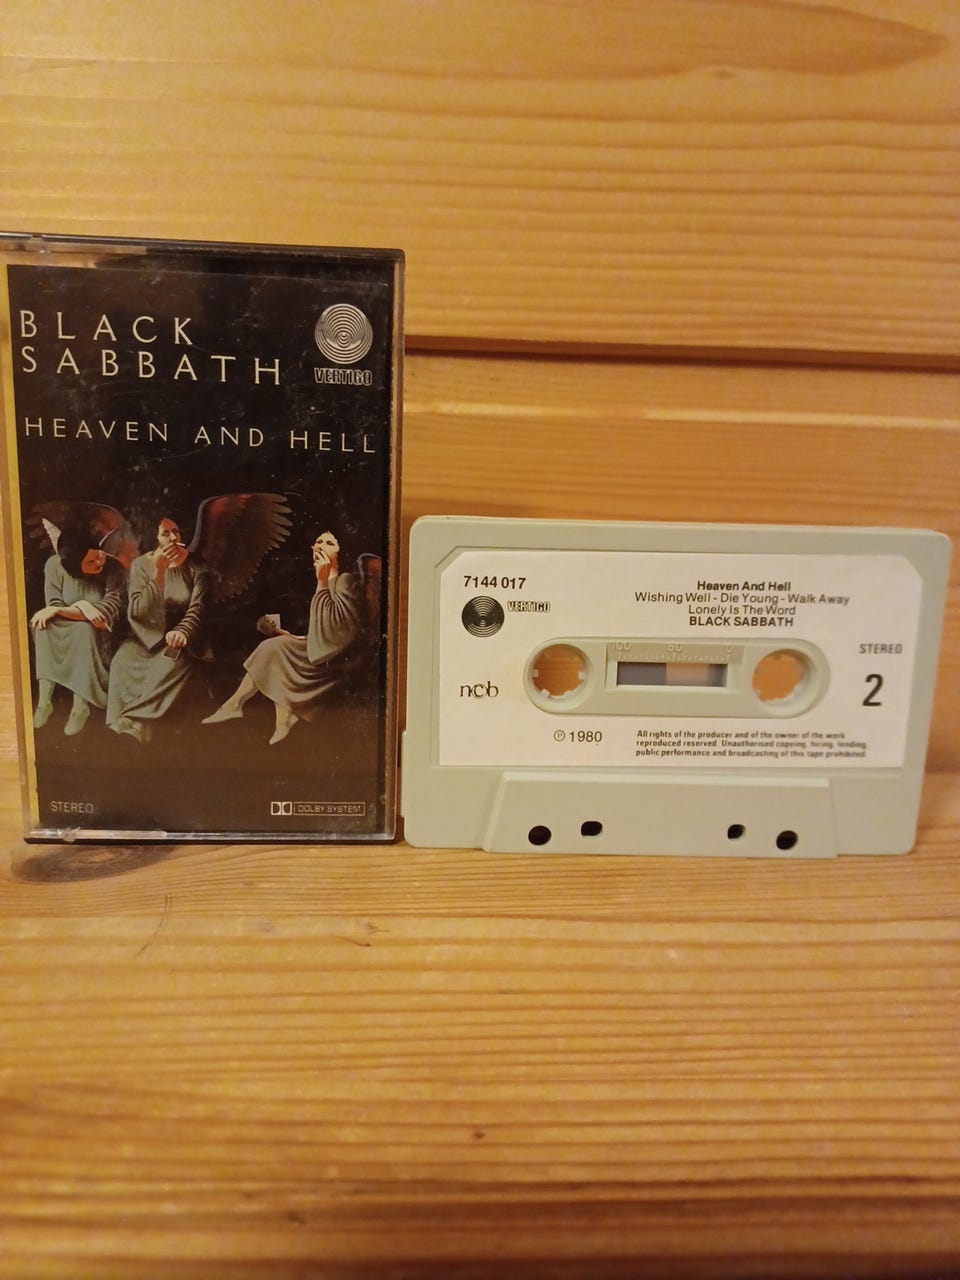 BLACK
SABBATH
VERTIGO
HEAVEN AND HELL
STEREO
DOLBY SYSTEM
7144 017
VERTIGO
Heaven And Hell
Wishing Well - Die Young - Walk Away
Lonely Is The Word
BLACK SABBATH
STEREO
2
100 50 0
ncb
℗ 1980
All rights of the producer and of the owner of the work
reproduced reserved. Unauthorised copying, hiring, lending,
public performance and broadcasting of this tape prohibited.